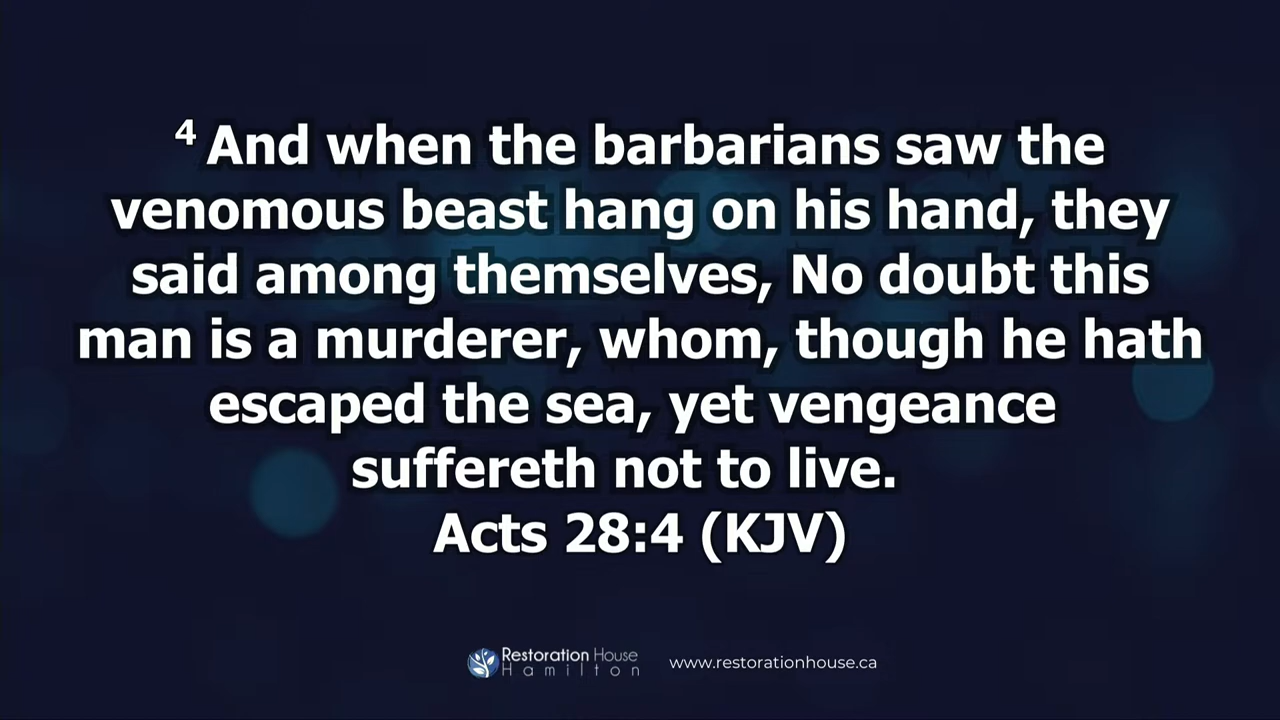 4 And when the barbarians saw the
venomous beast hang on his hand, they
said among themselves, No doubt this
man is a murderer, whom, though he hath
escaped the sea, yet vengeance
suffereth not to live.
Acts 28:4 (KJV)
Restoration House
Hamilton
www.restorationhouse.ca